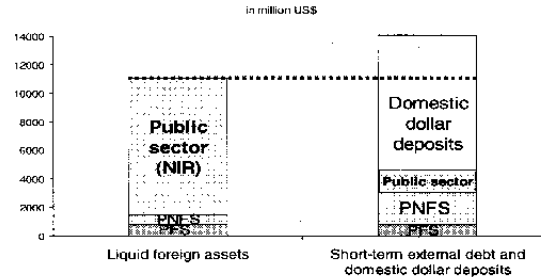 in million US$
14000
12000
10000
8000
6000
4000
2000
0
Public
sector
(NIR)
PNFS
PFS
Domestic
dollar
deposits
Public sector
PNFS
PFS
Liquid foreign assets
Short-term external debt and
domestic dollar deposits